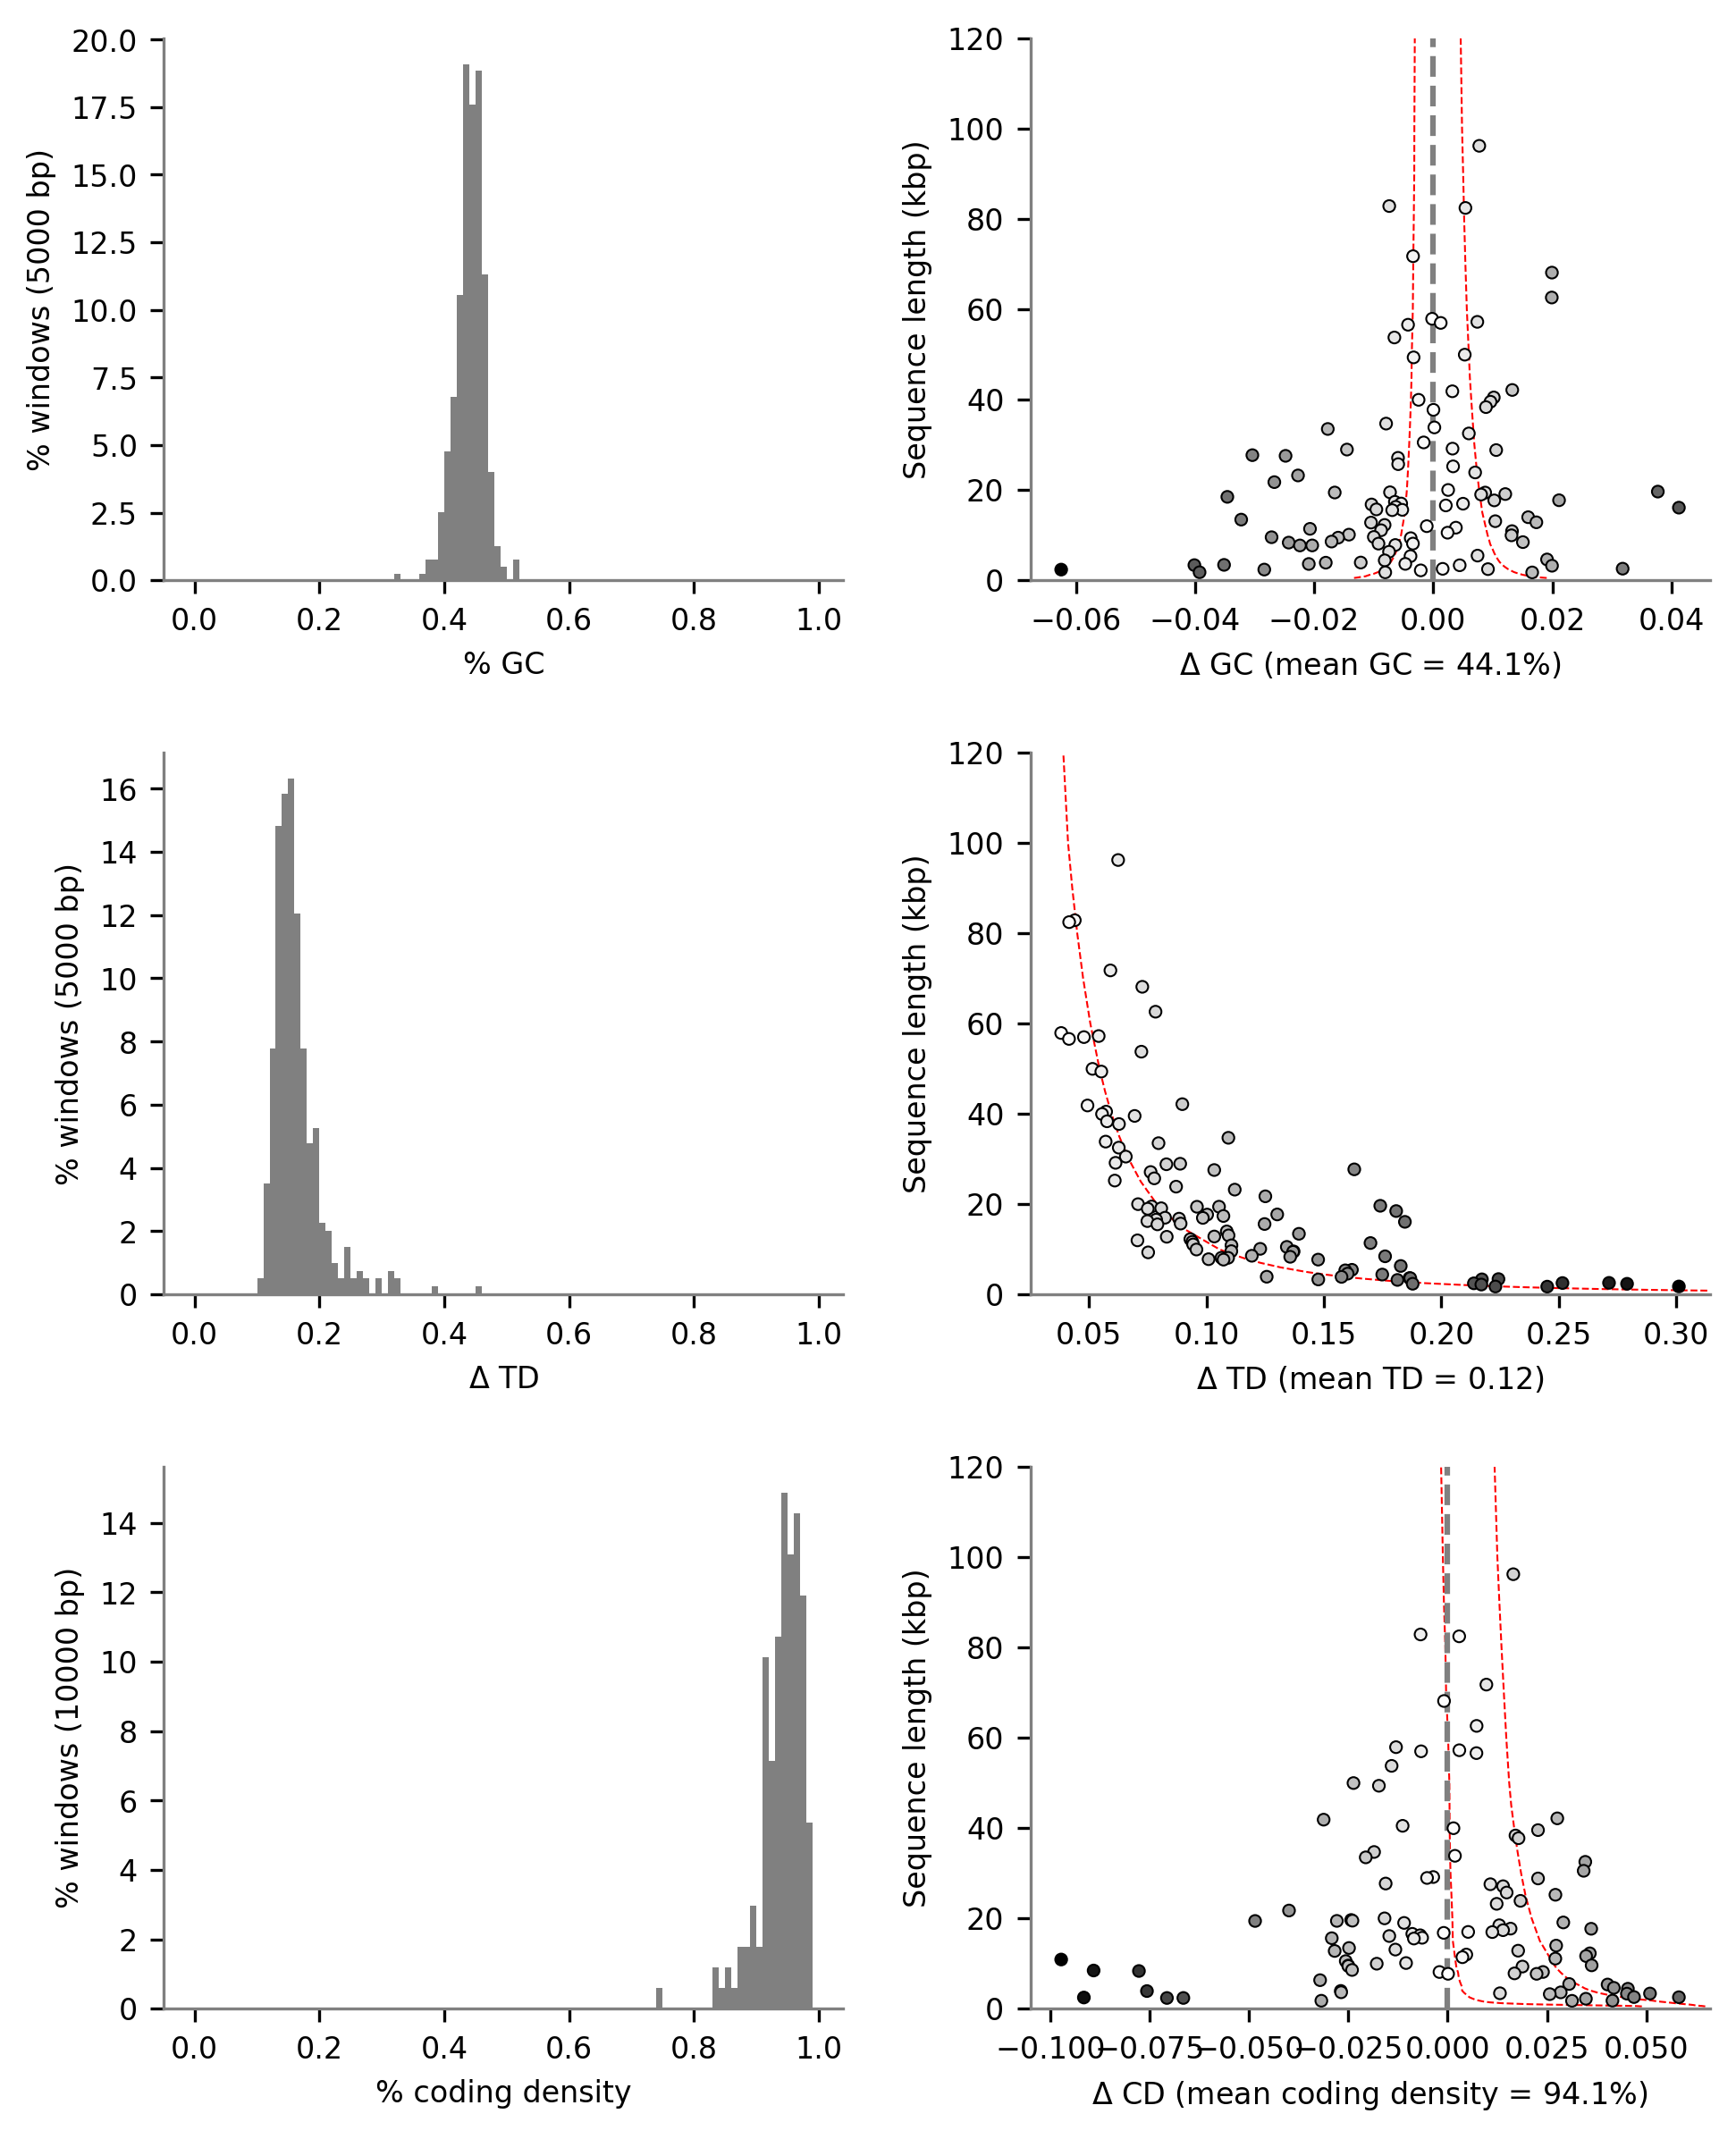 20.0
17.5
15.0
12.5
10.0
7.5
5.0
2.5
0.0
% windows (5000 bp)
0.0 0.2 0.4 0.6 0.8 1.0
% GC
120
100
80
60
40
20
0
Sequence length (kbp)
−0.06 −0.04 −0.02 0.00 0.02 0.04
Δ GC (mean GC = 44.1%)
16
14
12
10
8
6
4
2
0
% windows (5000 bp)
0.0 0.2 0.4 0.6 0.8 1.0
Δ TD
120
100
80
60
40
20
0
Sequence length (kbp)
0.05 0.10 0.15 0.20 0.25 0.30
Δ TD (mean TD = 0.12)
14
12
10
8
6
4
2
0
% windows (10000 bp)
0.0 0.2 0.4 0.6 0.8 1.0
% coding density
120
100
80
60
40
20
0
Sequence length (kbp)
−0.100 −0.075 −0.050 −0.025 0.000 0.025 0.050
Δ CD (mean coding density = 94.1%)